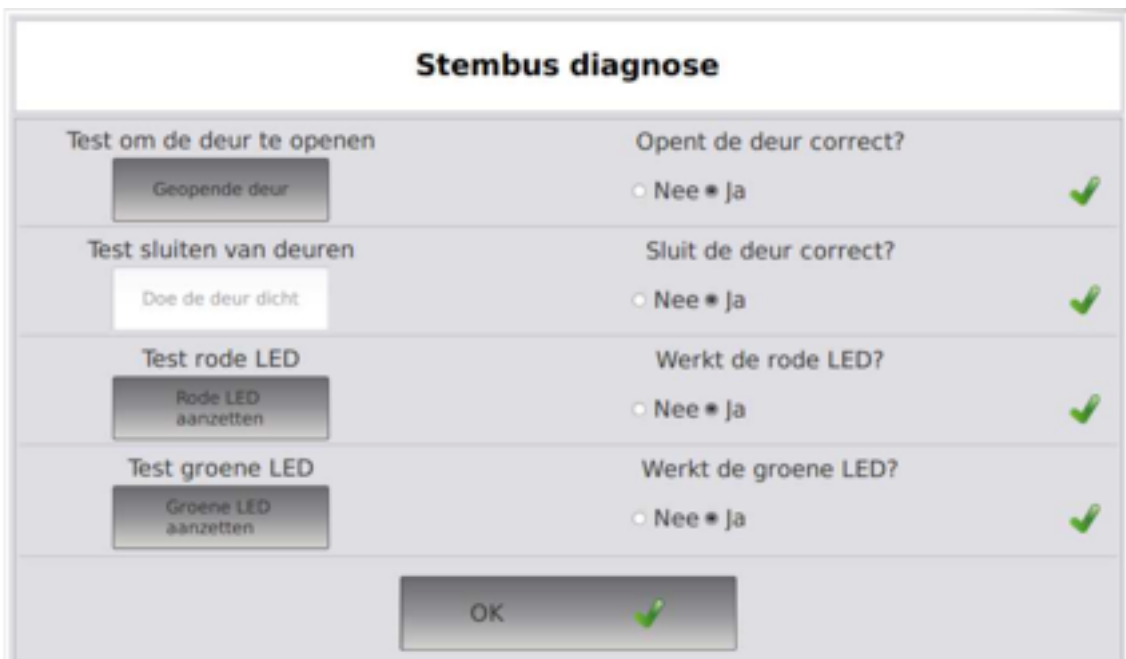 Stembus diagnose
Test om de deur te openen
Opent de deur correct?
Geopende deur
Nee Ja
Test sluiten van deuren
Sluit de deur correct?
Doe de deur dicht
Nee Ja
Test rode LED
Werkt de rode LED?
Rode LED
aanzetten
Nee Ja
Test groene LED
Werkt de groene LED?
Groene LED
aanzetten
Nee Ja
OK